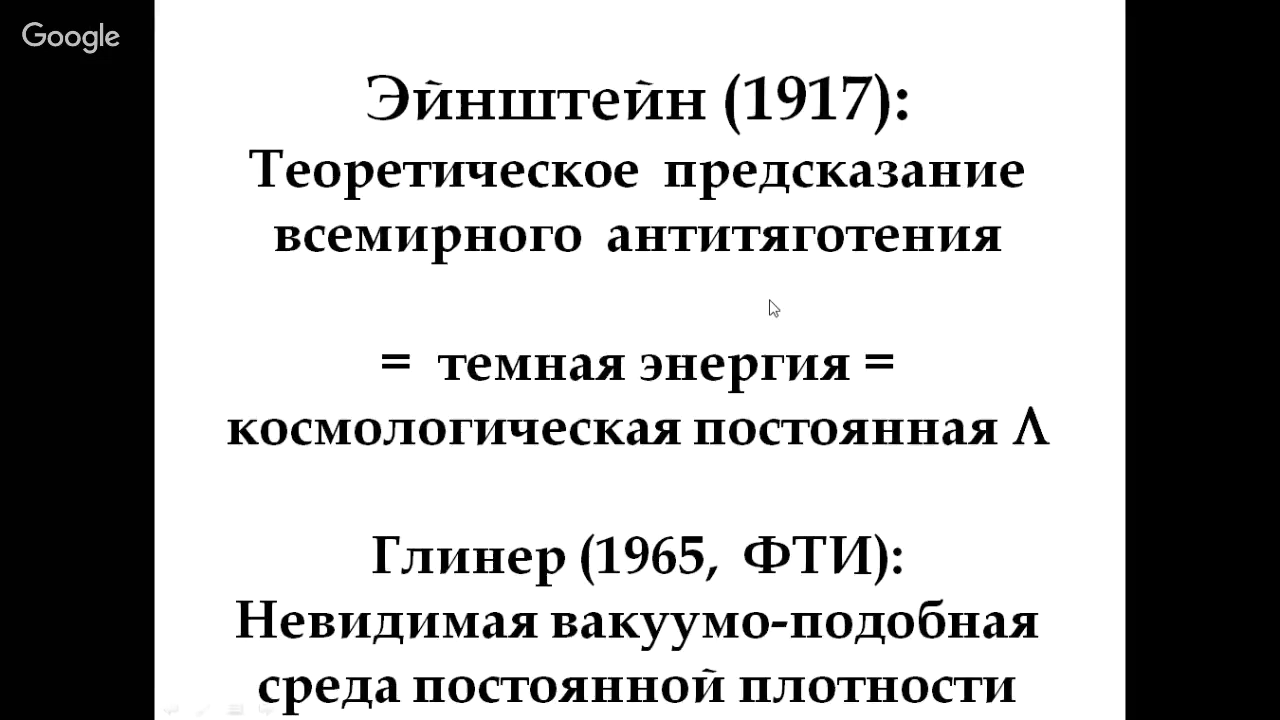 Google
Эйнштейн (1917):
Теоретическое предсказание
всемирного антитяготения
= темная энергия =
космологическая постоянная Λ
Глинер (1965, ФТИ):
Невидимая вакуумо-подобная
среда постоянной плотности